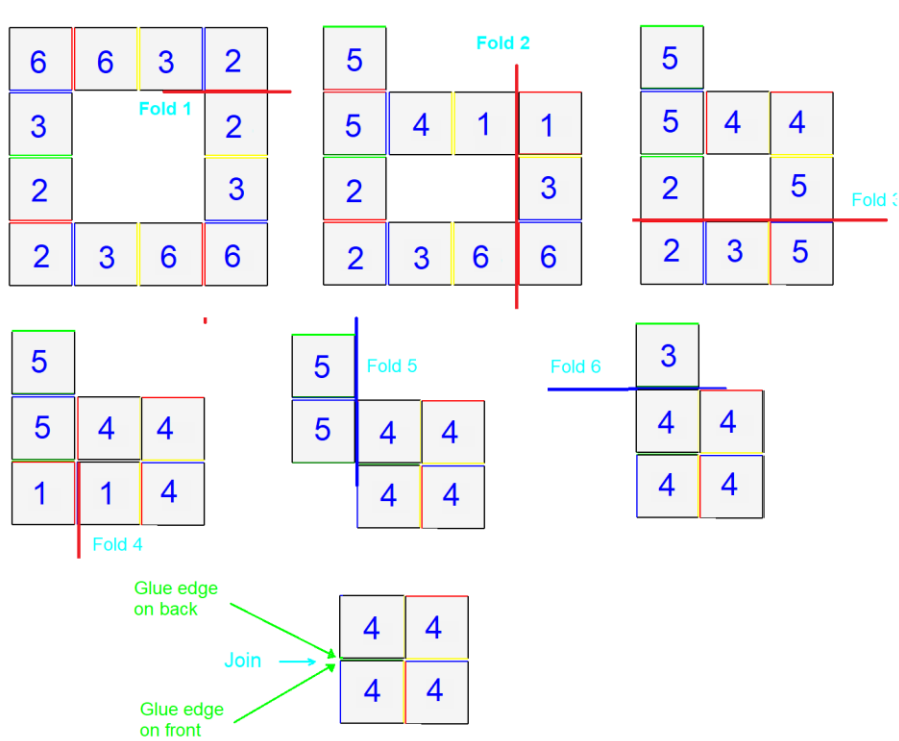 6 6 3 2
Fold 1
3 2
2 3
2 3 6 6
Fold 2
5
5 4 1 1
2 3
2 3 6 6
5
5 4 4
2 5
Fold 3
2 3 5
5
5 4 4
1 1 4
Fold 4
5
Fold 5
5 4 4
4 4
Fold 6
3
4 4
4 4
Glue edge
on back
Join
Glue edge
on front
4 4
4 4